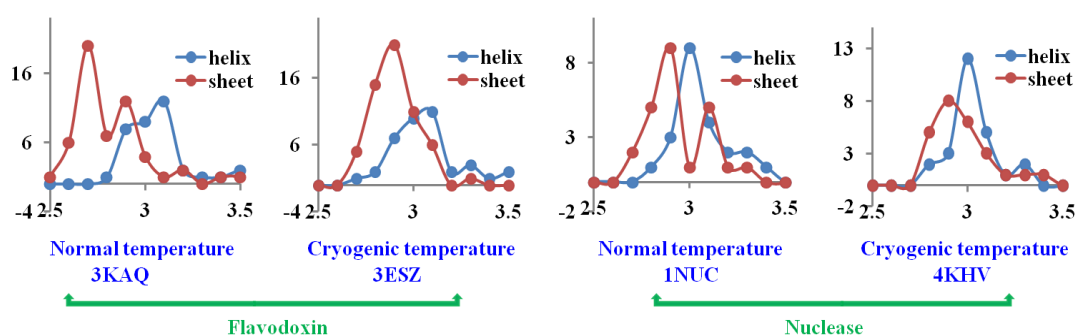 16
6
-4
2.5
3
3.5
helix
sheet
16
6
-4
2.5
3
3.5
helix
sheet
8
3
-2
2.5
3
3.5
helix
sheet
13
8
3
-2
2.5
3
3.5
helix
sheet
Normal temperature
3KAQ
Cryogenic temperature
3ESZ
Normal temperature
1NUC
Cryogenic temperature
4KHV
Flavodoxin
Nuclease